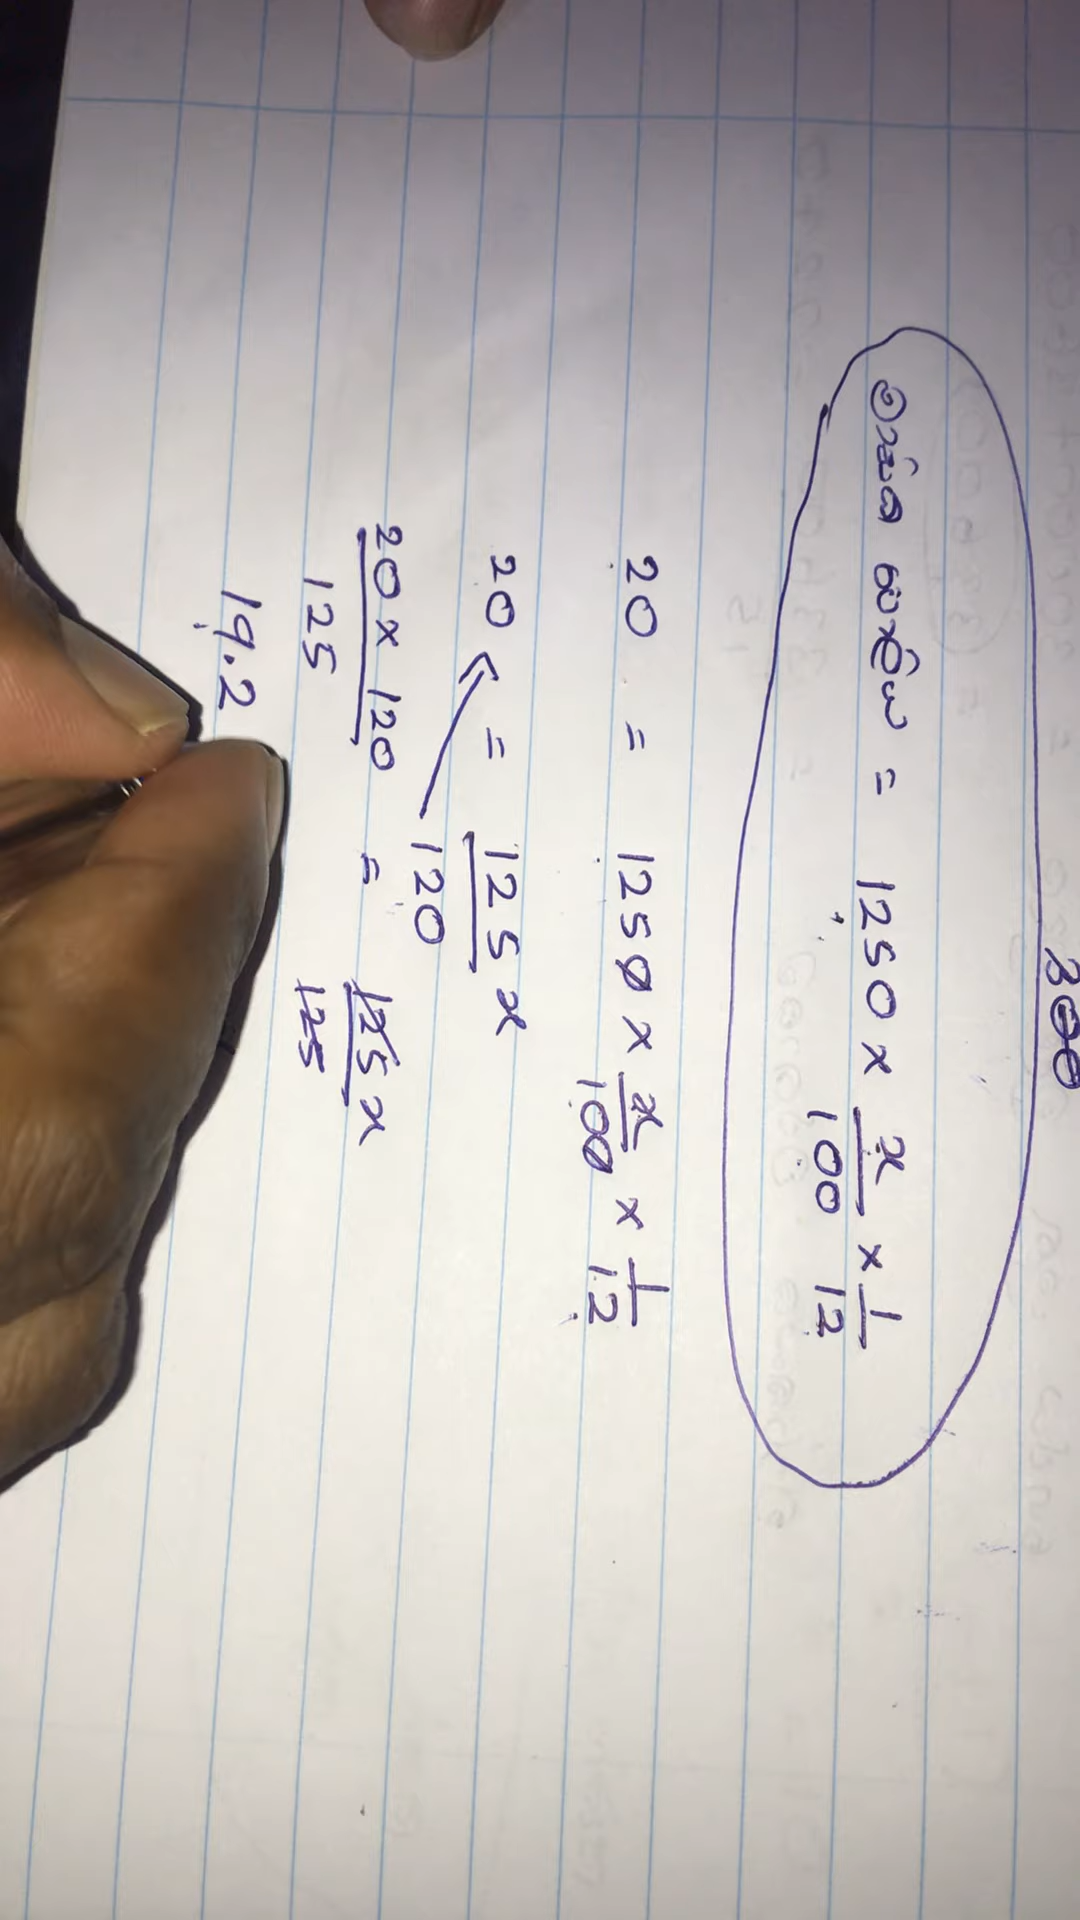 300
මාසික පොලිය = 1250 × x/100 × 1/12
20 = 1250 × x/100 × 1/12
20 = 125x/120
20 × 120/125 = 125x/125
19.2